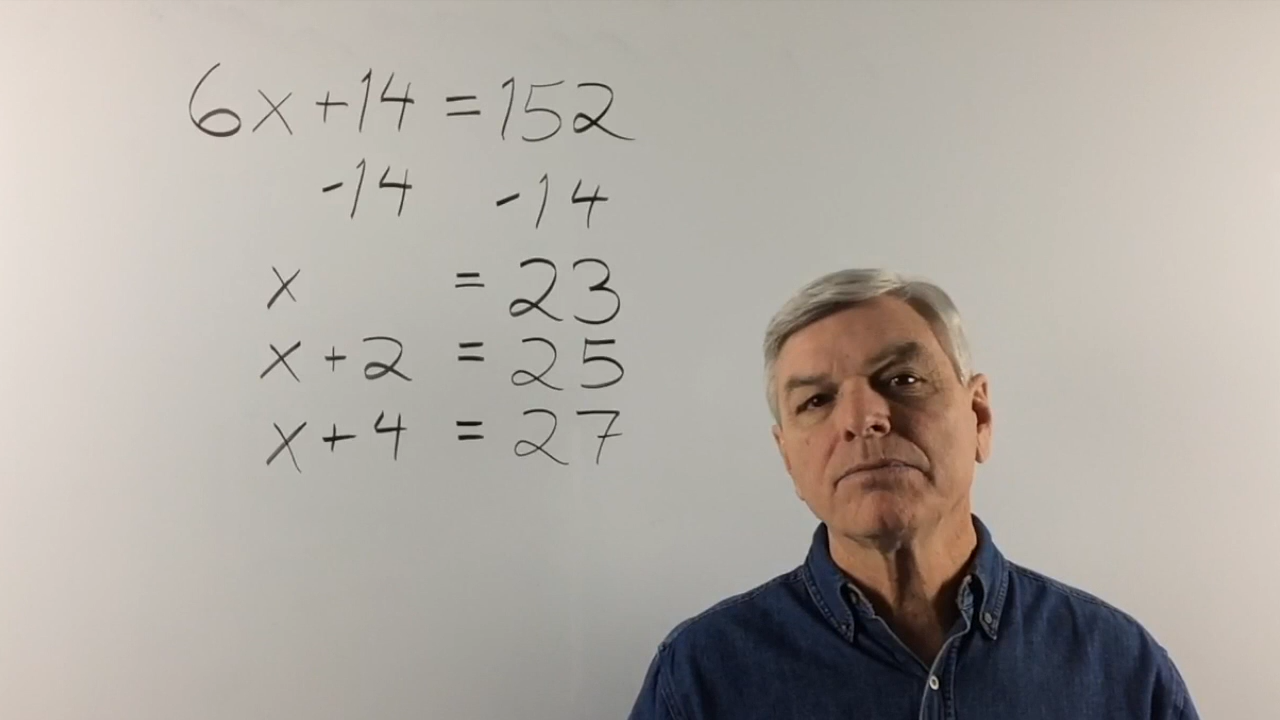 6x + 14 = 152
-14 -14
x = 23
x + 2 = 25
x + 4 = 27